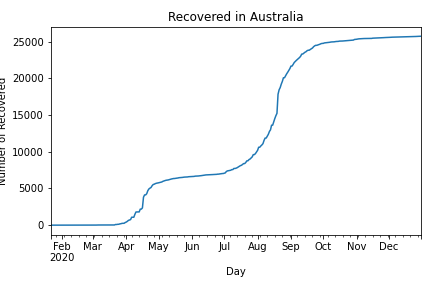 Recovered in Australia
Number of Recovered
25000
20000
15000
10000
5000
0
Feb Mar Apr May Jun Jul Aug Sep Oct Nov Dec
2020
Day